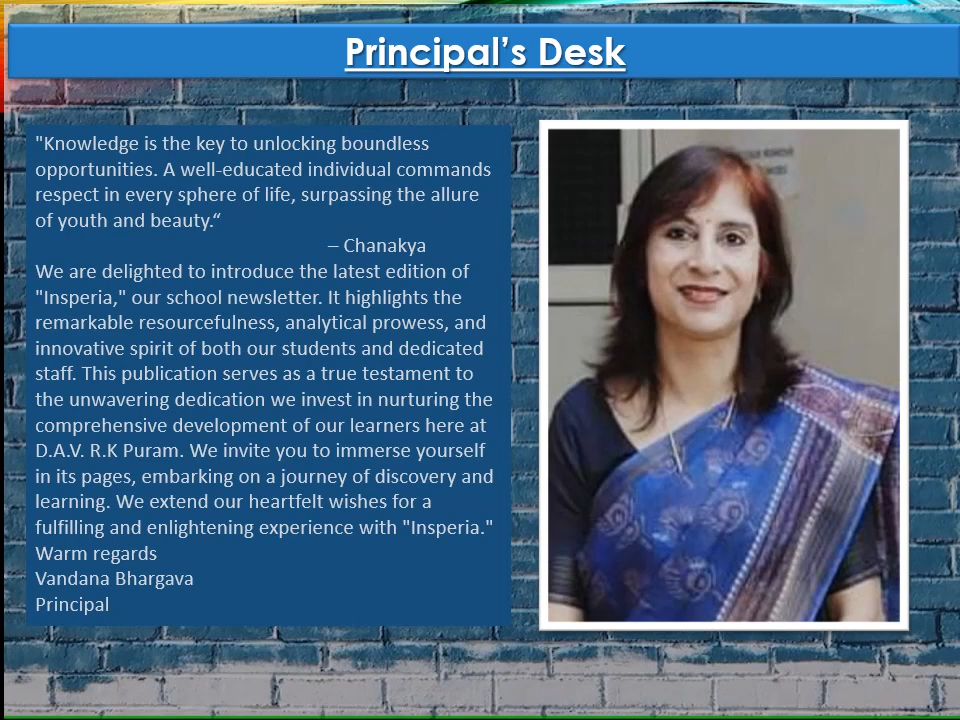 Principal’s Desk
"Knowledge is the key to unlocking boundless
opportunities. A well-educated individual commands
respect in every sphere of life, surpassing the allure
of youth and beauty.“
– Chanakya
We are delighted to introduce the latest edition of
"Insperia," our school newsletter. It highlights the
remarkable resourcefulness, analytical prowess, and
innovative spirit of both our students and dedicated
staff. This publication serves as a true testament to
the unwavering dedication we invest in nurturing the
comprehensive development of our learners here at
D.A.V. R.K Puram. We invite you to immerse yourself
in its pages, embarking on a journey of discovery and
learning. We extend our heartfelt wishes for a
fulfilling and enlightening experience with "Insperia."
Warm regards
Vandana Bhargava
Principal